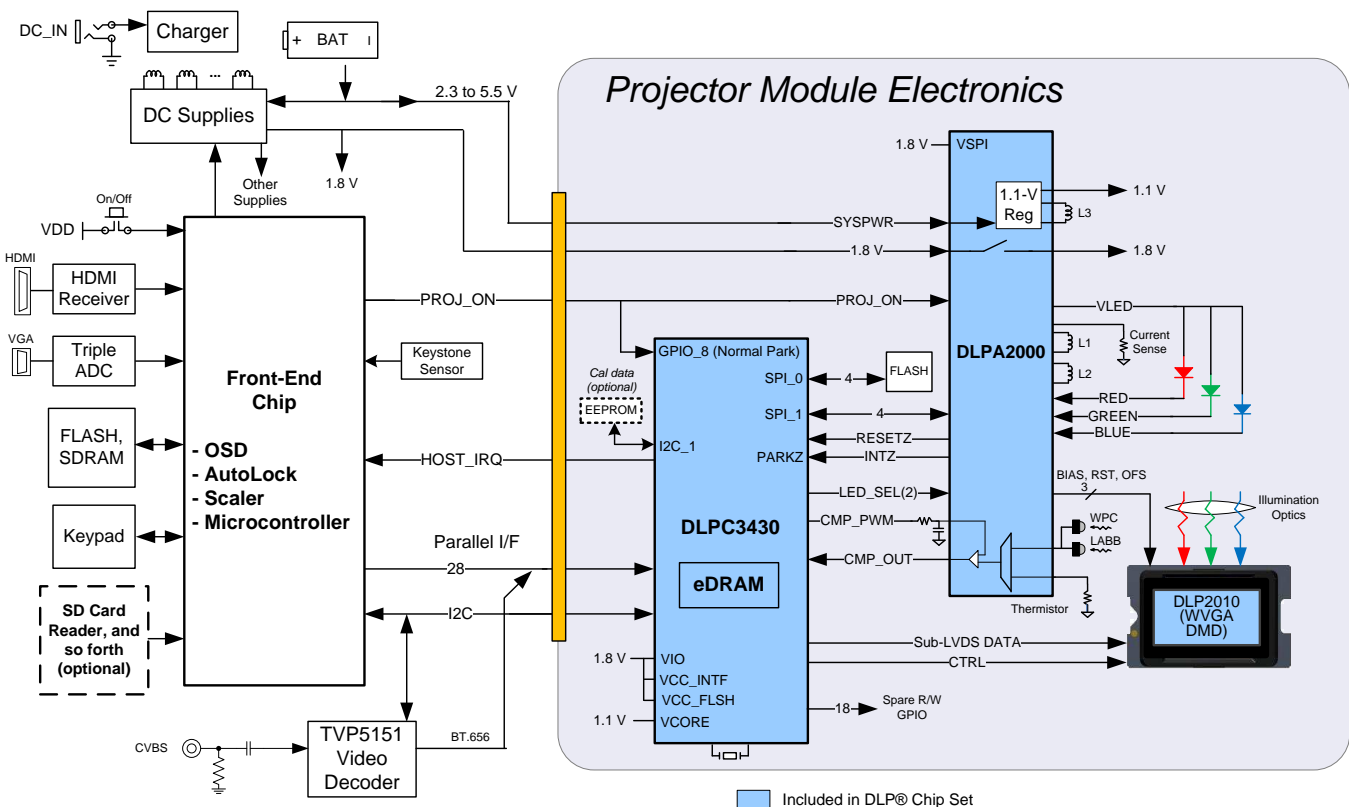 DC_IN
Charger
+ BAT
DC Supplies
...
2.3 to 5.5 V
Other
Supplies
1.8 V
On/Off
VDD
HDMI
HDMI
Receiver
VGA
Triple
ADC
FLASH,
SDRAM
Keypad
SD Card
Reader, and
so forth
(optional)
Front-End
Chip
- OSD
- AutoLock
- Scaler
- Microcontroller
PROJ_ON
Keystone
Sensor
HOST_IRQ
Parallel I/F
28
I2C
CVBS
TVP5151
Video
Decoder
BT.656
Projector Module Electronics
SYSPWR
1.8 V
PROJ_ON
Cal data
(optional)
EEPROM
GPIO_8 (Normal Park)
SPI_0
4
FLASH
SPI_1
4
I2C_1
RESETZ
PARKZ
INTZ
LED_SEL(2)
DLPC3430
CMP_PWM
CMP_OUT
eDRAM
1.8 V
VIO
VCC_INTF
VCC_FLSH
1.1 V
VCORE
Sub-LVDS DATA
CTRL
18
Spare R/W
GPIO
1.8 V
VSPI
1.1-V
Reg
L3
1.1 V
1.8 V
DLPA2000
VLED
Current
Sense
L1
L2
RED
GREEN
BLUE
BIAS, RST, OFS
3
WPC
LABB
Thermistor
Illumination
Optics
DLP2010
(WVGA
DMD)
Included in DLP® Chip Set